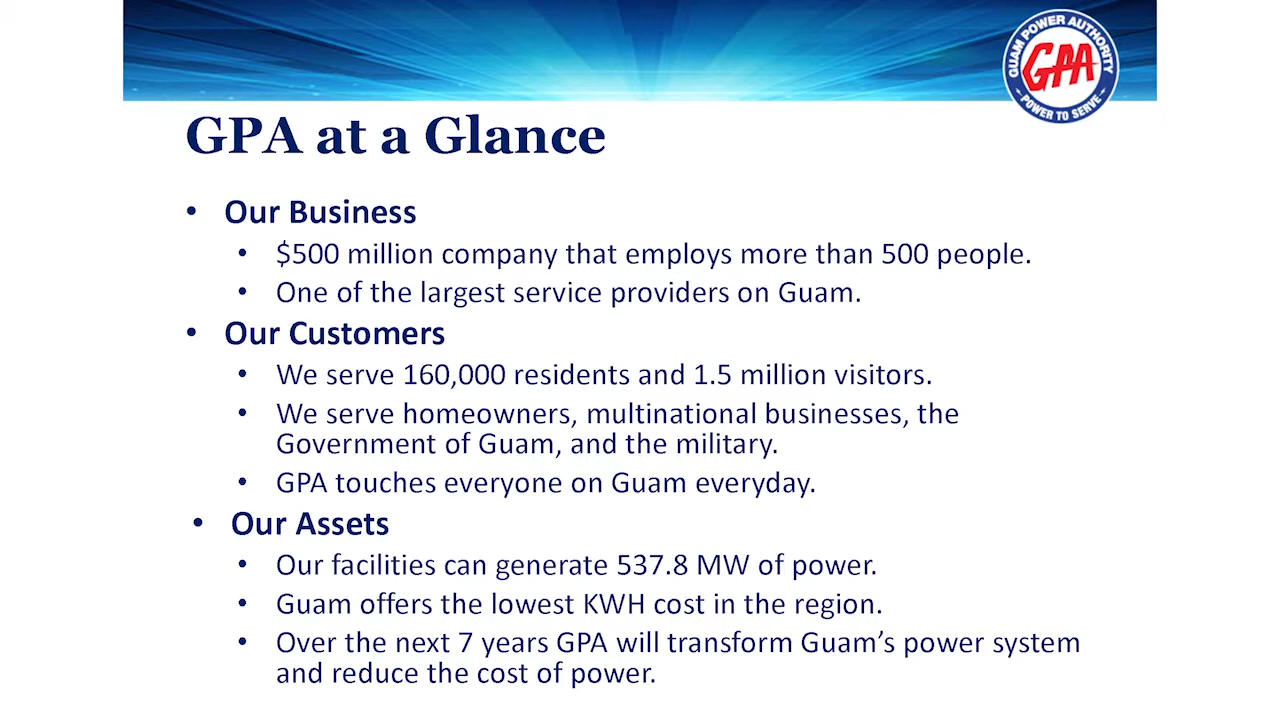 GUAM POWER AUTHORITY
GPA
POWER TO SERVE
GPA at a Glance
• Our Business
• $500 million company that employs more than 500 people.
• One of the largest service providers on Guam.
• Our Customers
• We serve 160,000 residents and 1.5 million visitors.
• We serve homeowners, multinational businesses, the
Government of Guam, and the military.
• GPA touches everyone on Guam everyday.
• Our Assets
• Our facilities can generate 537.8 MW of power.
• Guam offers the lowest KWH cost in the region.
• Over the next 7 years GPA will transform Guam’s power system
and reduce the cost of power.